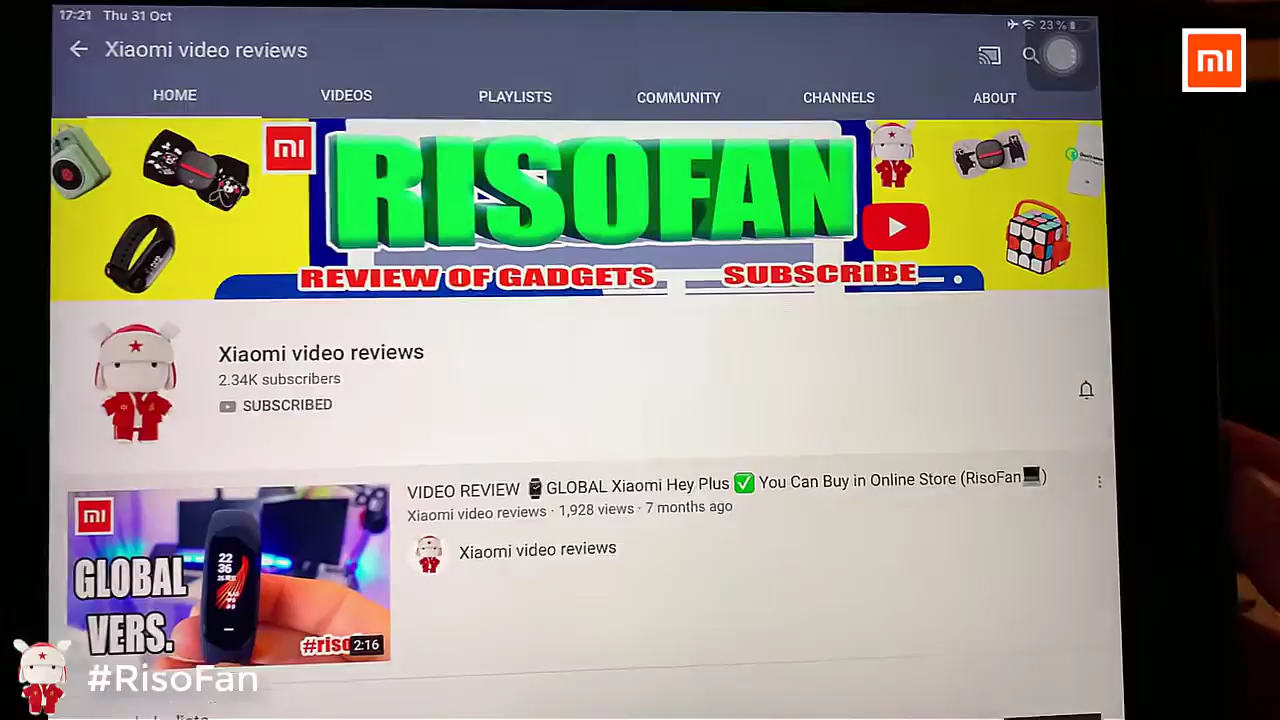 17:21 Thu 31 Oct
23 %
Xiaomi video reviews
mi
HOME VIDEOS PLAYLISTS COMMUNITY CHANNELS ABOUT
mi
RISOFAN
REVIEW OF GADGETS SUBSCRIBE
Xiaomi video reviews
2.34K subscribers
SUBSCRIBED
VIDEO REVIEW ⌚ GLOBAL Xiaomi Hey Plus ✅ You Can Buy in Online Store (RisoFan💻)
Xiaomi video reviews · 1,928 views · 7 months ago
Xiaomi video reviews
mi
GLOBAL
VERS.
22
36
#riso
2:16
#RisoFan